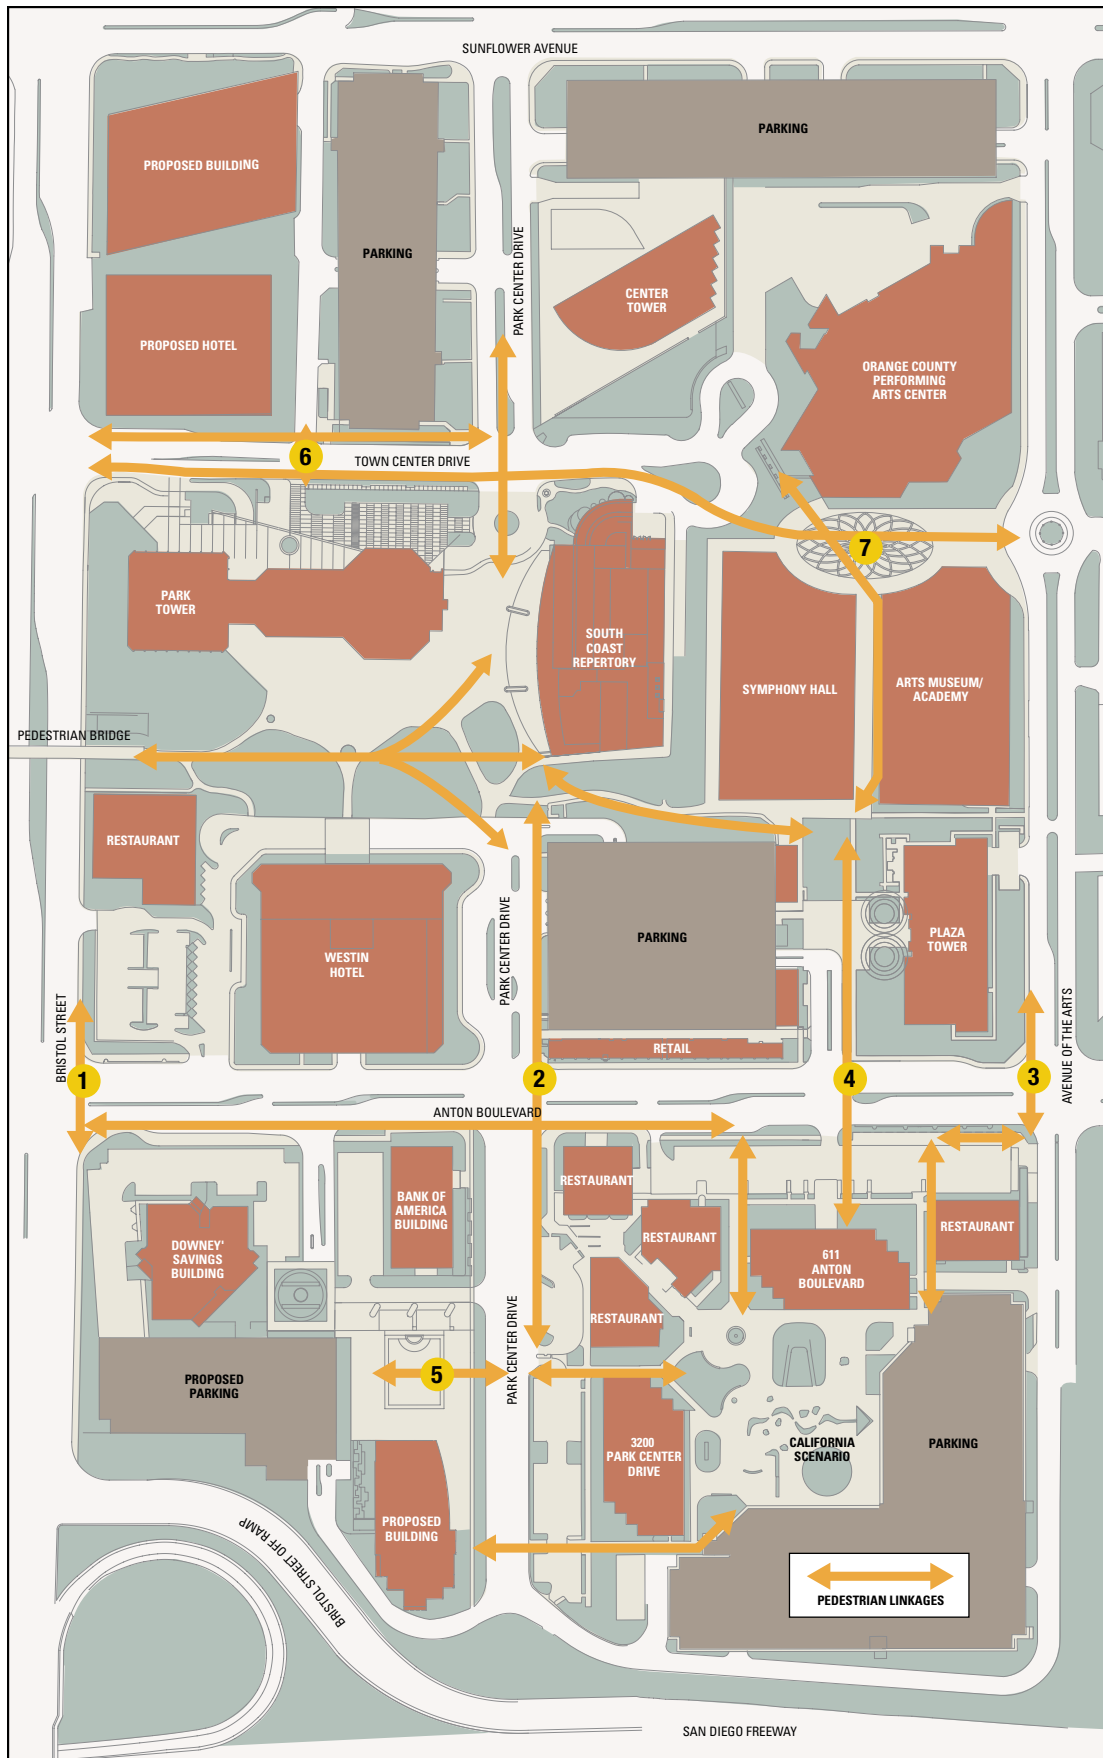 SUNFLOWER AVENUE
PARKING
PROPOSED BUILDING
PARKING
PARK CENTER DRIVE
CENTER
TOWER
PROPOSED HOTEL
ORANGE COUNTY
PERFORMING
ARTS CENTER
6
TOWN CENTER DRIVE
7
PARK
TOWER
SOUTH
COAST
REPERTORY
SYMPHONY HALL
ARTS MUSEUM/
ACADEMY
PEDESTRIAN BRIDGE
RESTAURANT
WESTIN
HOTEL
PARK CENTER DRIVE
PARKING
PLAZA
TOWER
BRISTOL STREET
RETAIL
AVENUE OF THE ARTS
1
2
4
3
ANTON BOULEVARD
BANK OF
AMERICA
BUILDING
RESTAURANT
RESTAURANT
RESTAURANT
DOWNEY'
SAVINGS
BUILDING
611
ANTON
BOULEVARD
RESTAURANT
PROPOSED
PARKING
5
PARK CENTER DRIVE
3200
PARK CENTER
DRIVE
CALIFORNIA
SCENARIO
PARKING
PROPOSED
BUILDING
BRISTOL STREET OFF RAMP
PEDESTRIAN LINKAGES
SAN DIEGO FREEWAY